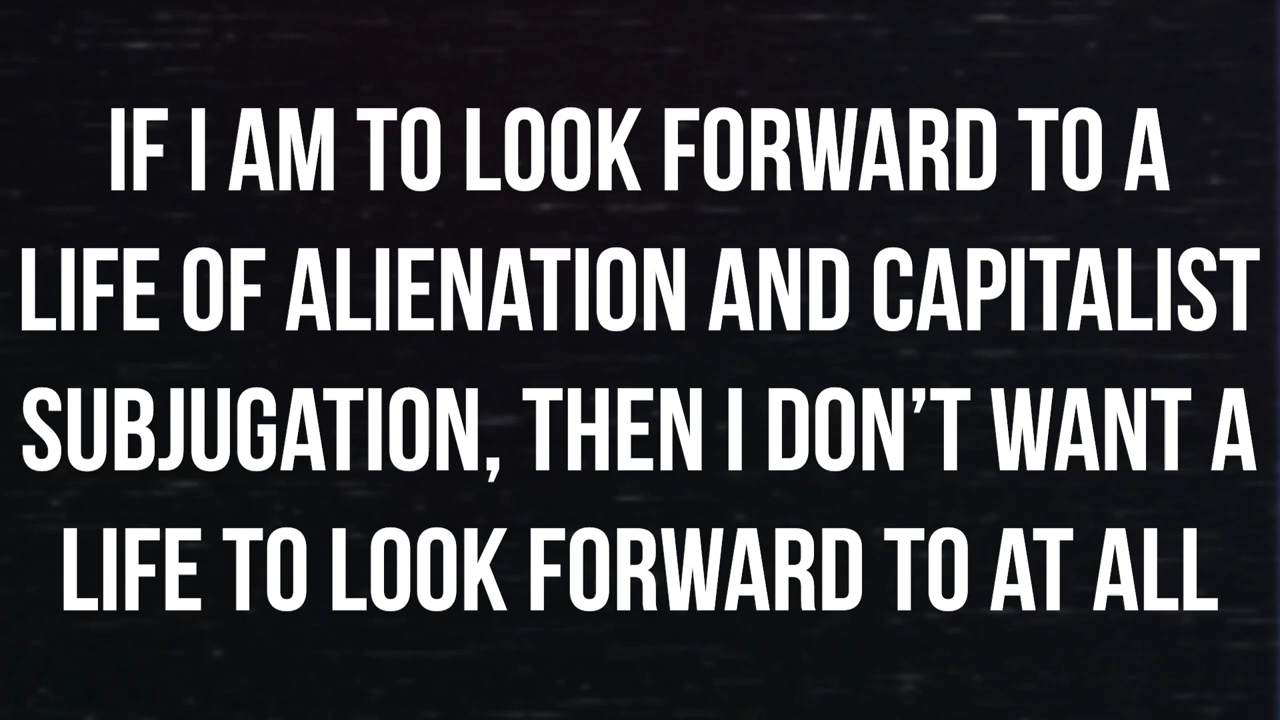 IF I AM TO LOOK FORWARD TO A
LIFE OF ALIENATION AND CAPITALIST
SUBJUGATION, THEN I DON’T WANT A
LIFE TO LOOK FORWARD TO AT ALL